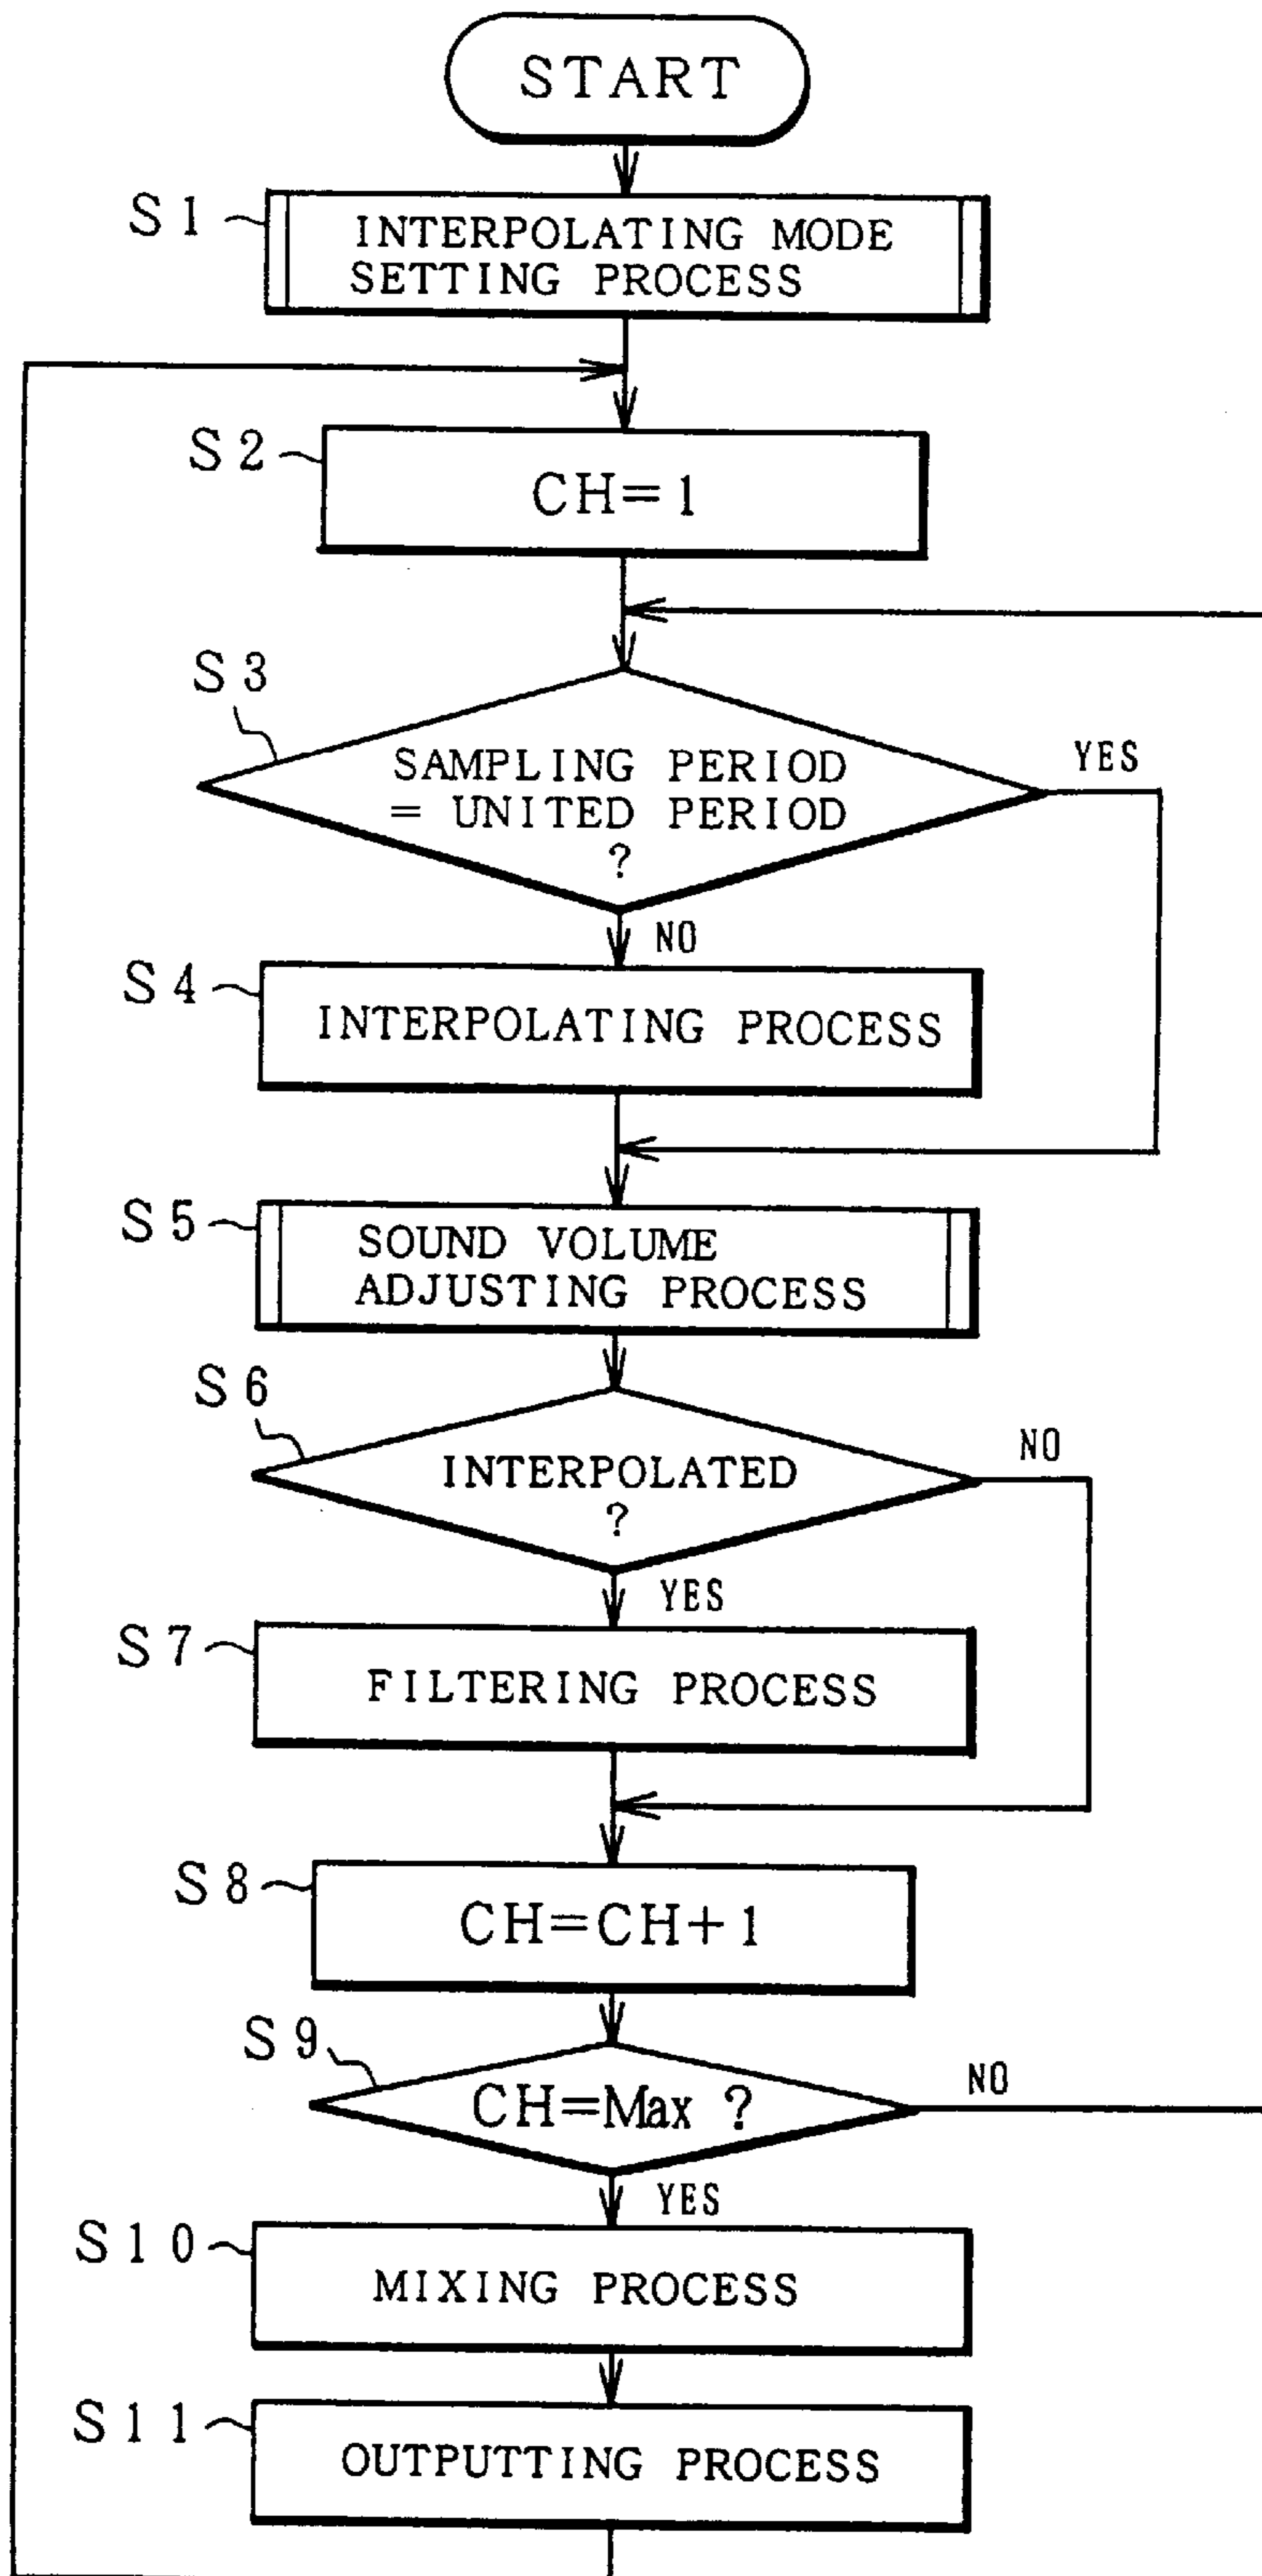 START
S1
INTERPOLATING MODE
SETTING PROCESS
S2
CH=1
S3
SAMPLING PERIOD
= UNITED PERIOD
?
YES
NO
S4
INTERPOLATING PROCESS
S5
SOUND VOLUME
ADJUSTING PROCESS
S6
INTERPOLATED
?
NO
YES
S7
FILTERING PROCESS
S8
CH=CH+1
S9
CH=Max ?
NO
YES
S10
MIXING PROCESS
S11
OUTPUTTING PROCESS